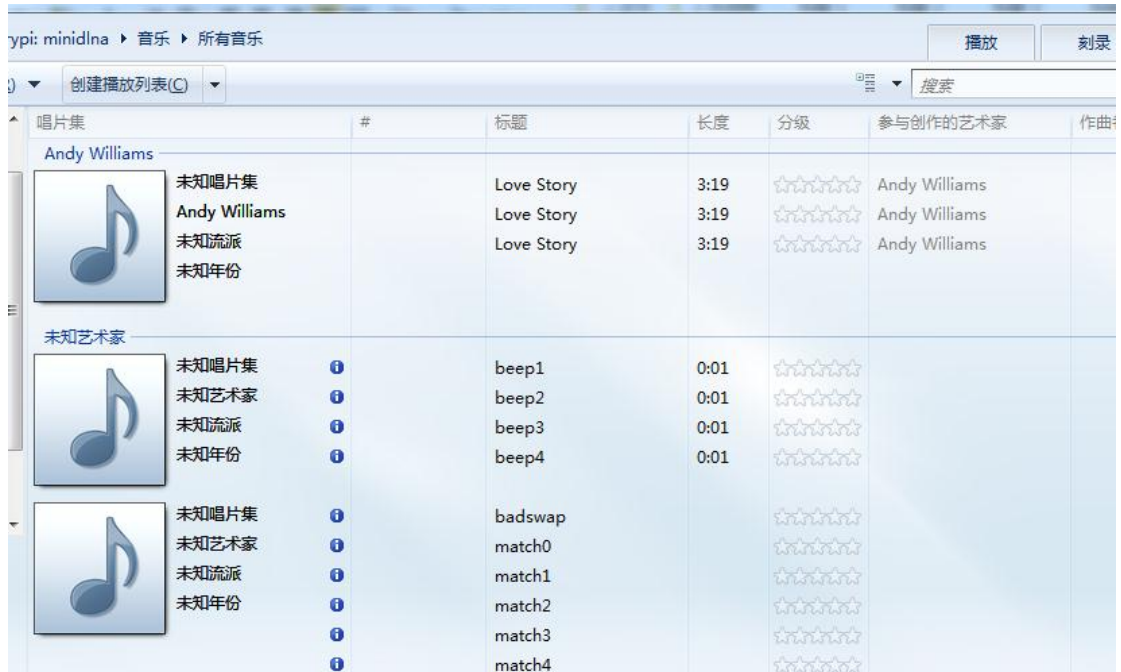 rypi: minidlna ▸ 音乐 ▸ 所有音乐
播放 刻录
创建播放列表(C) 搜索
唱片集 # 标题 长度 分级 参与创作的艺术家 作曲
Andy Williams
未知唱片集 Love Story 3:19 Andy Williams
Andy Williams Love Story 3:19 Andy Williams
未知流派 Love Story 3:19 Andy Williams
未知年份
未知艺术家
未知唱片集 beep1 0:01
未知艺术家 beep2 0:01
未知流派 beep3 0:01
未知年份 beep4 0:01
未知唱片集 badswap
未知艺术家 match0
未知流派 match1
未知年份 match2
match3
match4